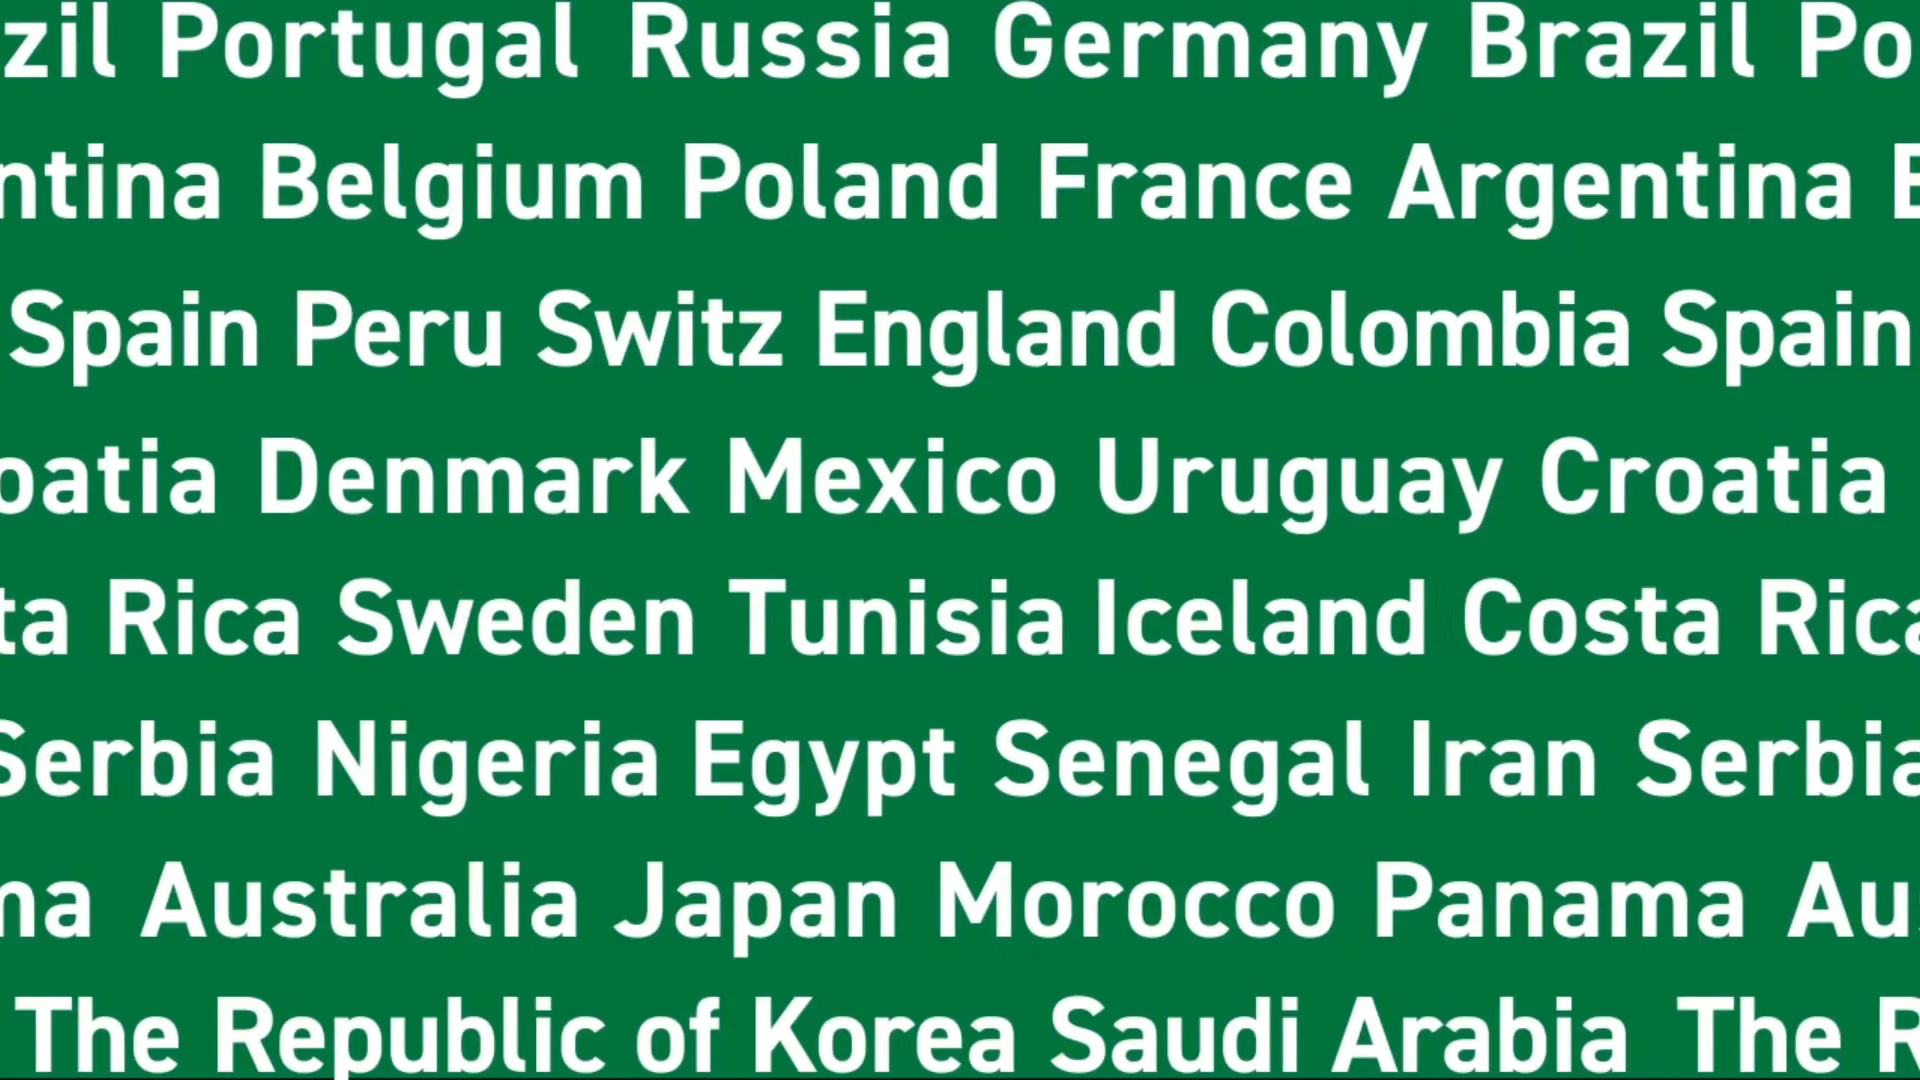 zil Portugal Russia Germany Brazil Po
ntina Belgium Poland France Argentina B
Spain Peru Switz England Colombia Spain
oatia Denmark Mexico Uruguay Croatia
ta Rica Sweden Tunisia Iceland Costa Rica
Serbia Nigeria Egypt Senegal Iran Serbia
ma Australia Japan Morocco Panama Aus
The Republic of Korea Saudi Arabia The R